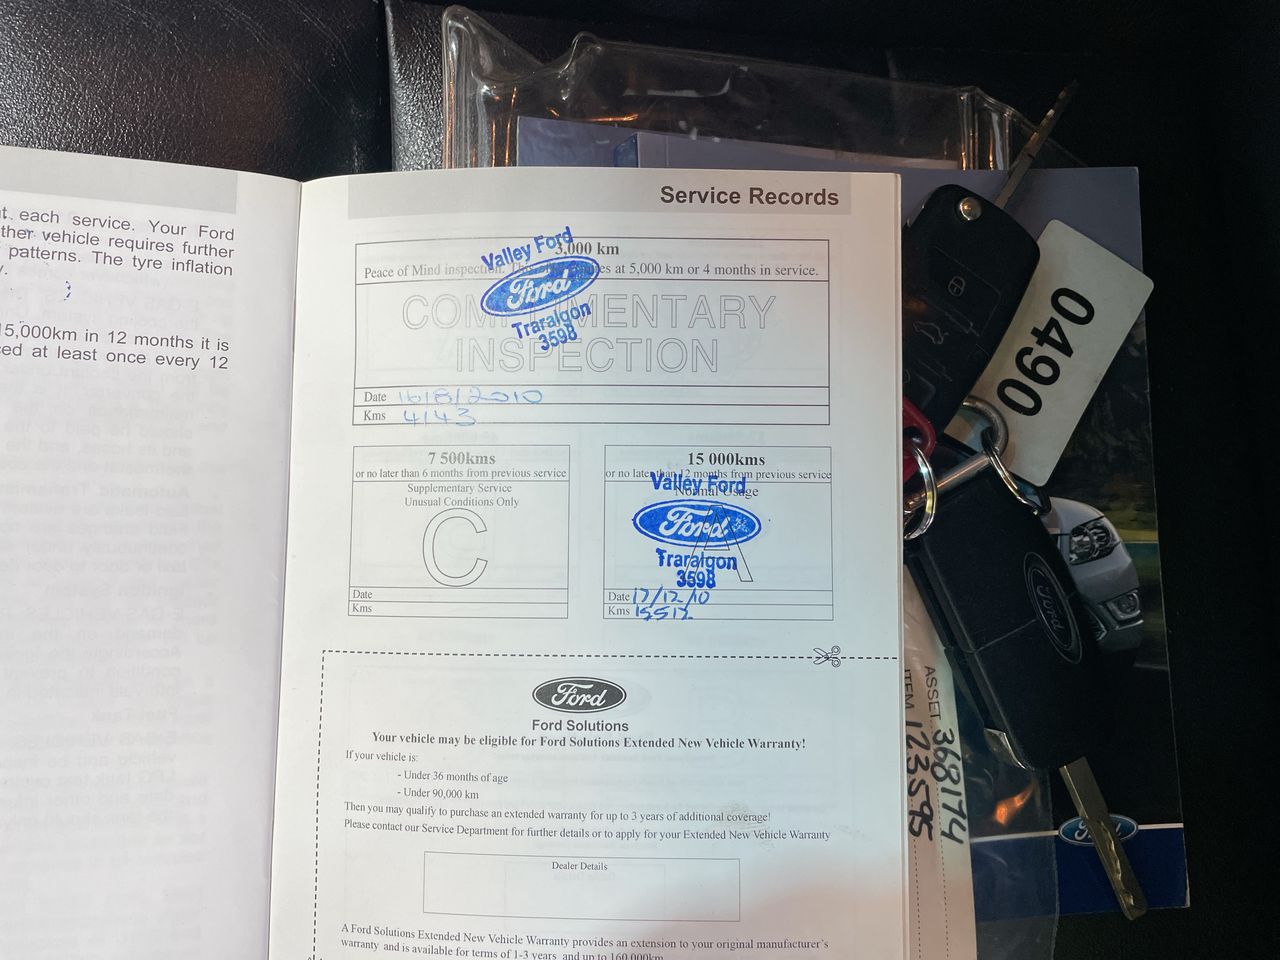 t each service. Your Ford
ther vehicle requires further
patterns. The tyre inflation
y.
15,000km in 12 months it is
ced at least once every 12
Service Records
3,000 km
Peace of Mind inspection. es at 5,000 km or 4 months in service.
Valley Ford
Ford
Traralgon
3598
COMPLIMENTARY
INSPECTION
Date 16/8/2010
Kms 4143
7 500kms
or no later than 6 months from previous service
Supplementary Service
Unusual Conditions Only
C
Date
Kms
15 000kms
or no later than 12 months from previous service
Normal Usage
Valley Ford
Ford
A
Traralgon
3598
Date 17/12/10
Kms 15512
Ford
Ford Solutions
Your vehicle may be eligible for Ford Solutions Extended New Vehicle Warranty!
If your vehicle is:
- Under 36 months of age
- Under 90,000 km
Then you may qualify to purchase an extended warranty for up to 3 years of additional coverage!
Please contact our Service Department for further details or to apply for your Extended New Vehicle Warranty
Dealer Details
A Ford Solutions Extended New Vehicle Warranty provides an extension to your original manufacturer's
warranty and is available for terms of 1-3 years and up to 160,000km
0490
Ford
ASSET 368174
ITEM 123595
Ford